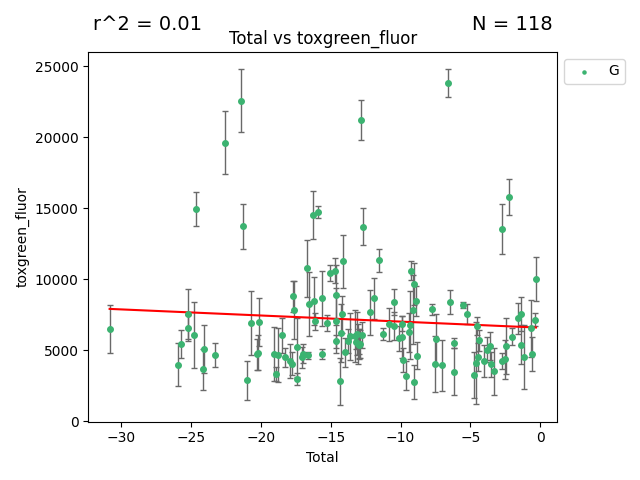 r^2 = 0.01
N = 118
Total vs toxgreen_fluor
G
25000
20000
15000
10000
5000
0
toxgreen_fluor
−30 −25 −20 −15 −10 −5 0
Total